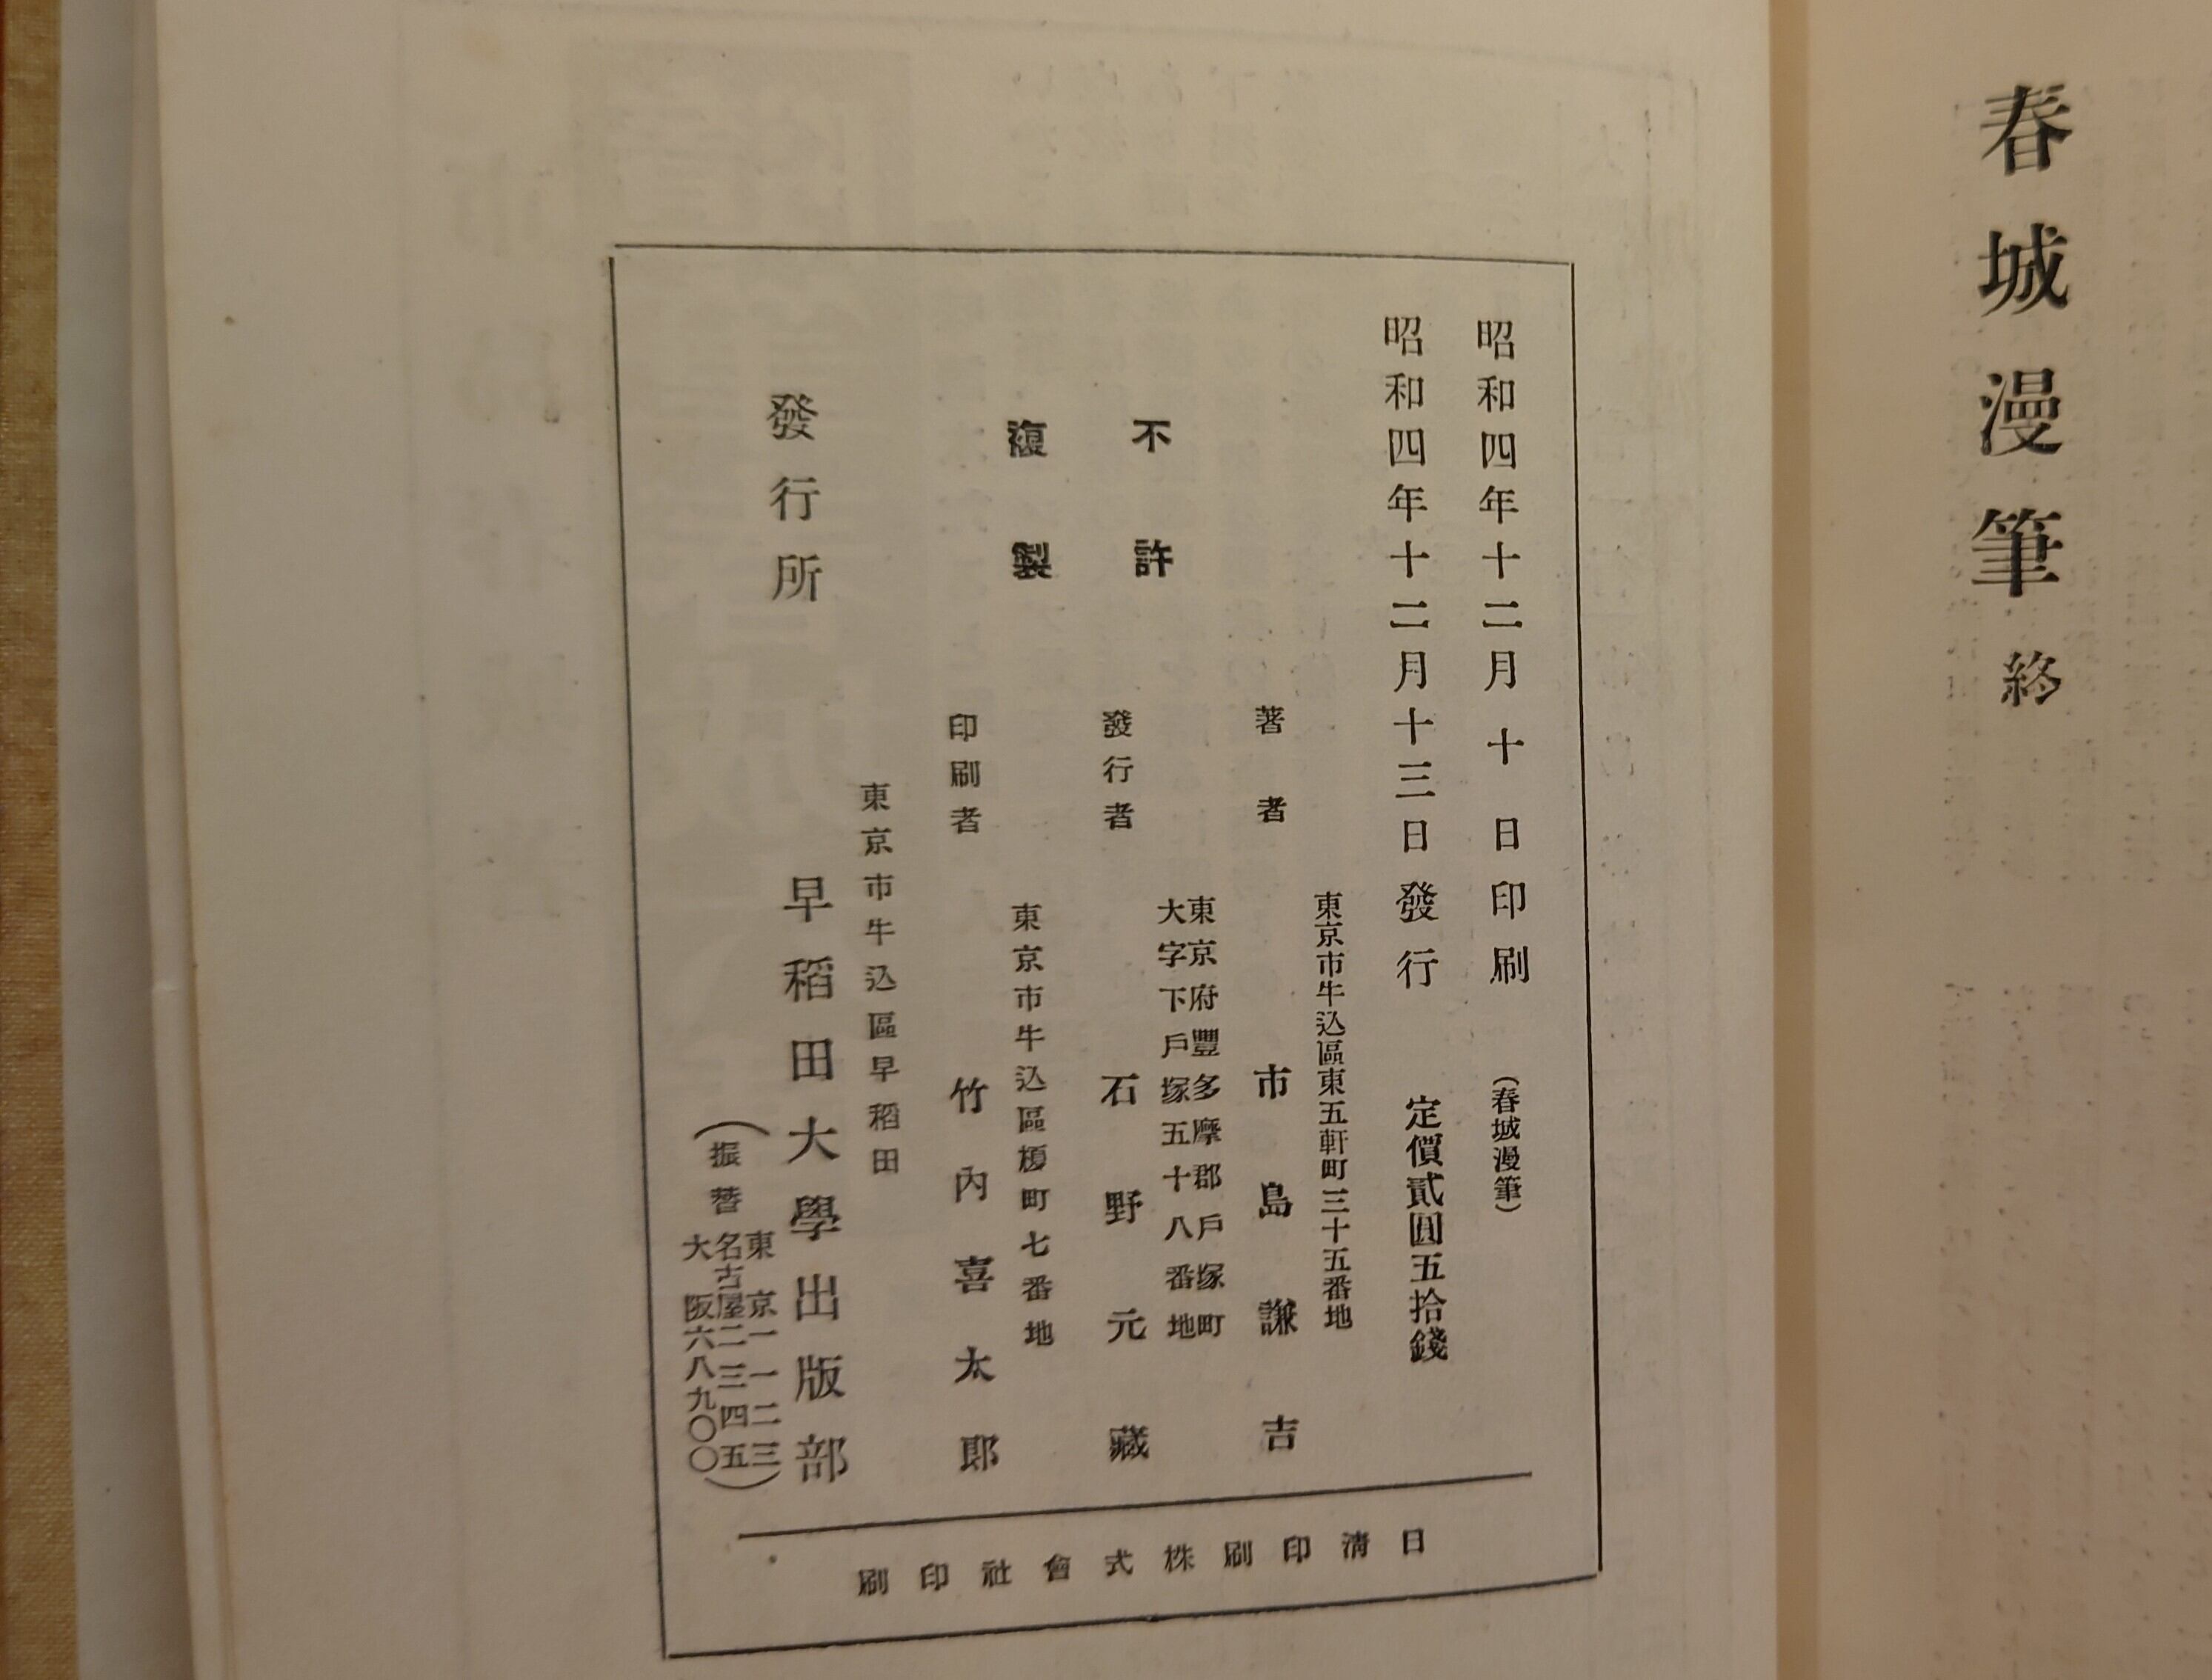 春城漫筆終
昭和四年十二月十日印刷
（春城漫筆）
昭和四年十二月十三日發行
定價貳圓五拾錢
不許
複製
東京市牛込區東五軒町三十五番地
著者 市島謙吉
東京府豐多摩郡戶塚町
大字下戶塚五十八番地
發行者 石野元藏
東京市牛込區榎町七番地
印刷者 竹內喜太郎
東京市牛込區早稻田
發行所 早稻田大學出版部
（振替
東京一一二三
名古屋二三四五
大阪六八九〇〇）
日淸印刷株式會社印刷